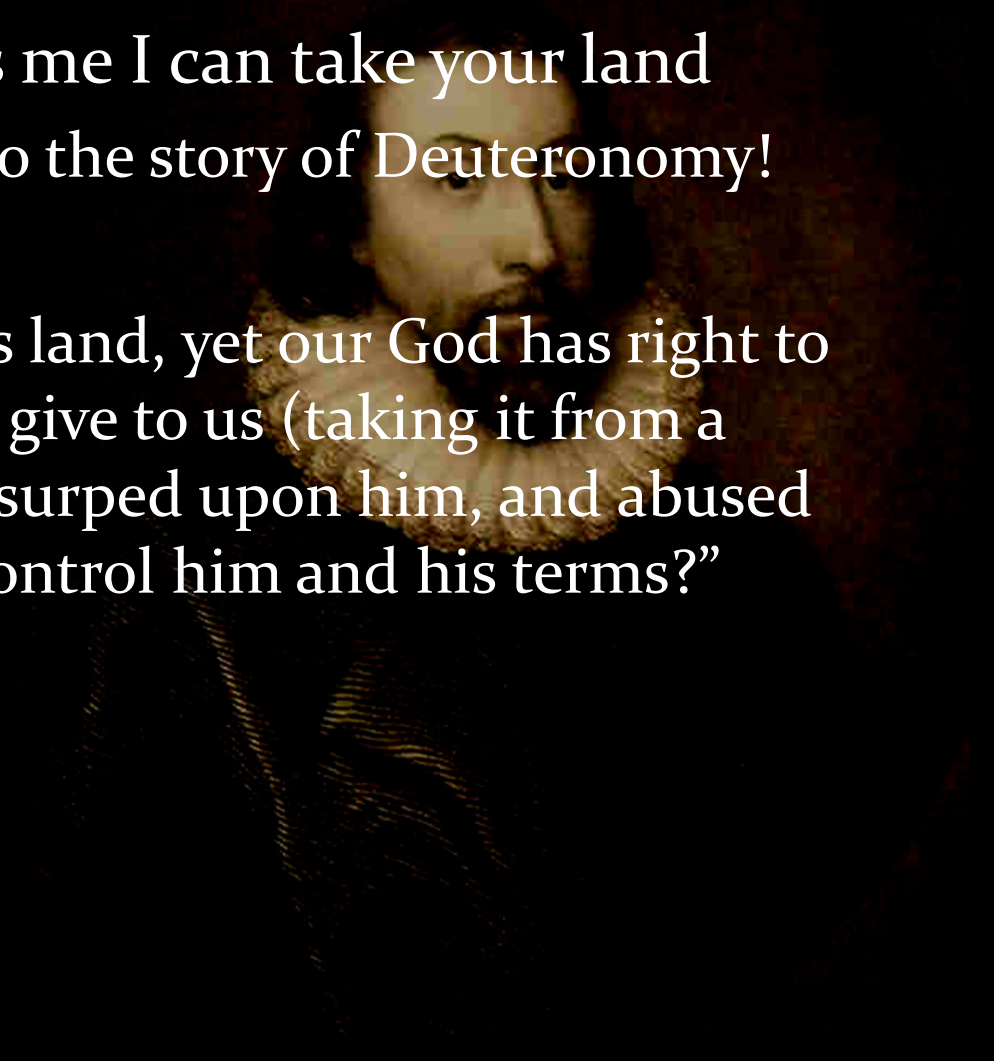 s me I can take your land
o the story of Deuteronomy!
s land, yet our God has right to
give to us (taking it from a
surped upon him, and abused
ontrol him and his terms?”